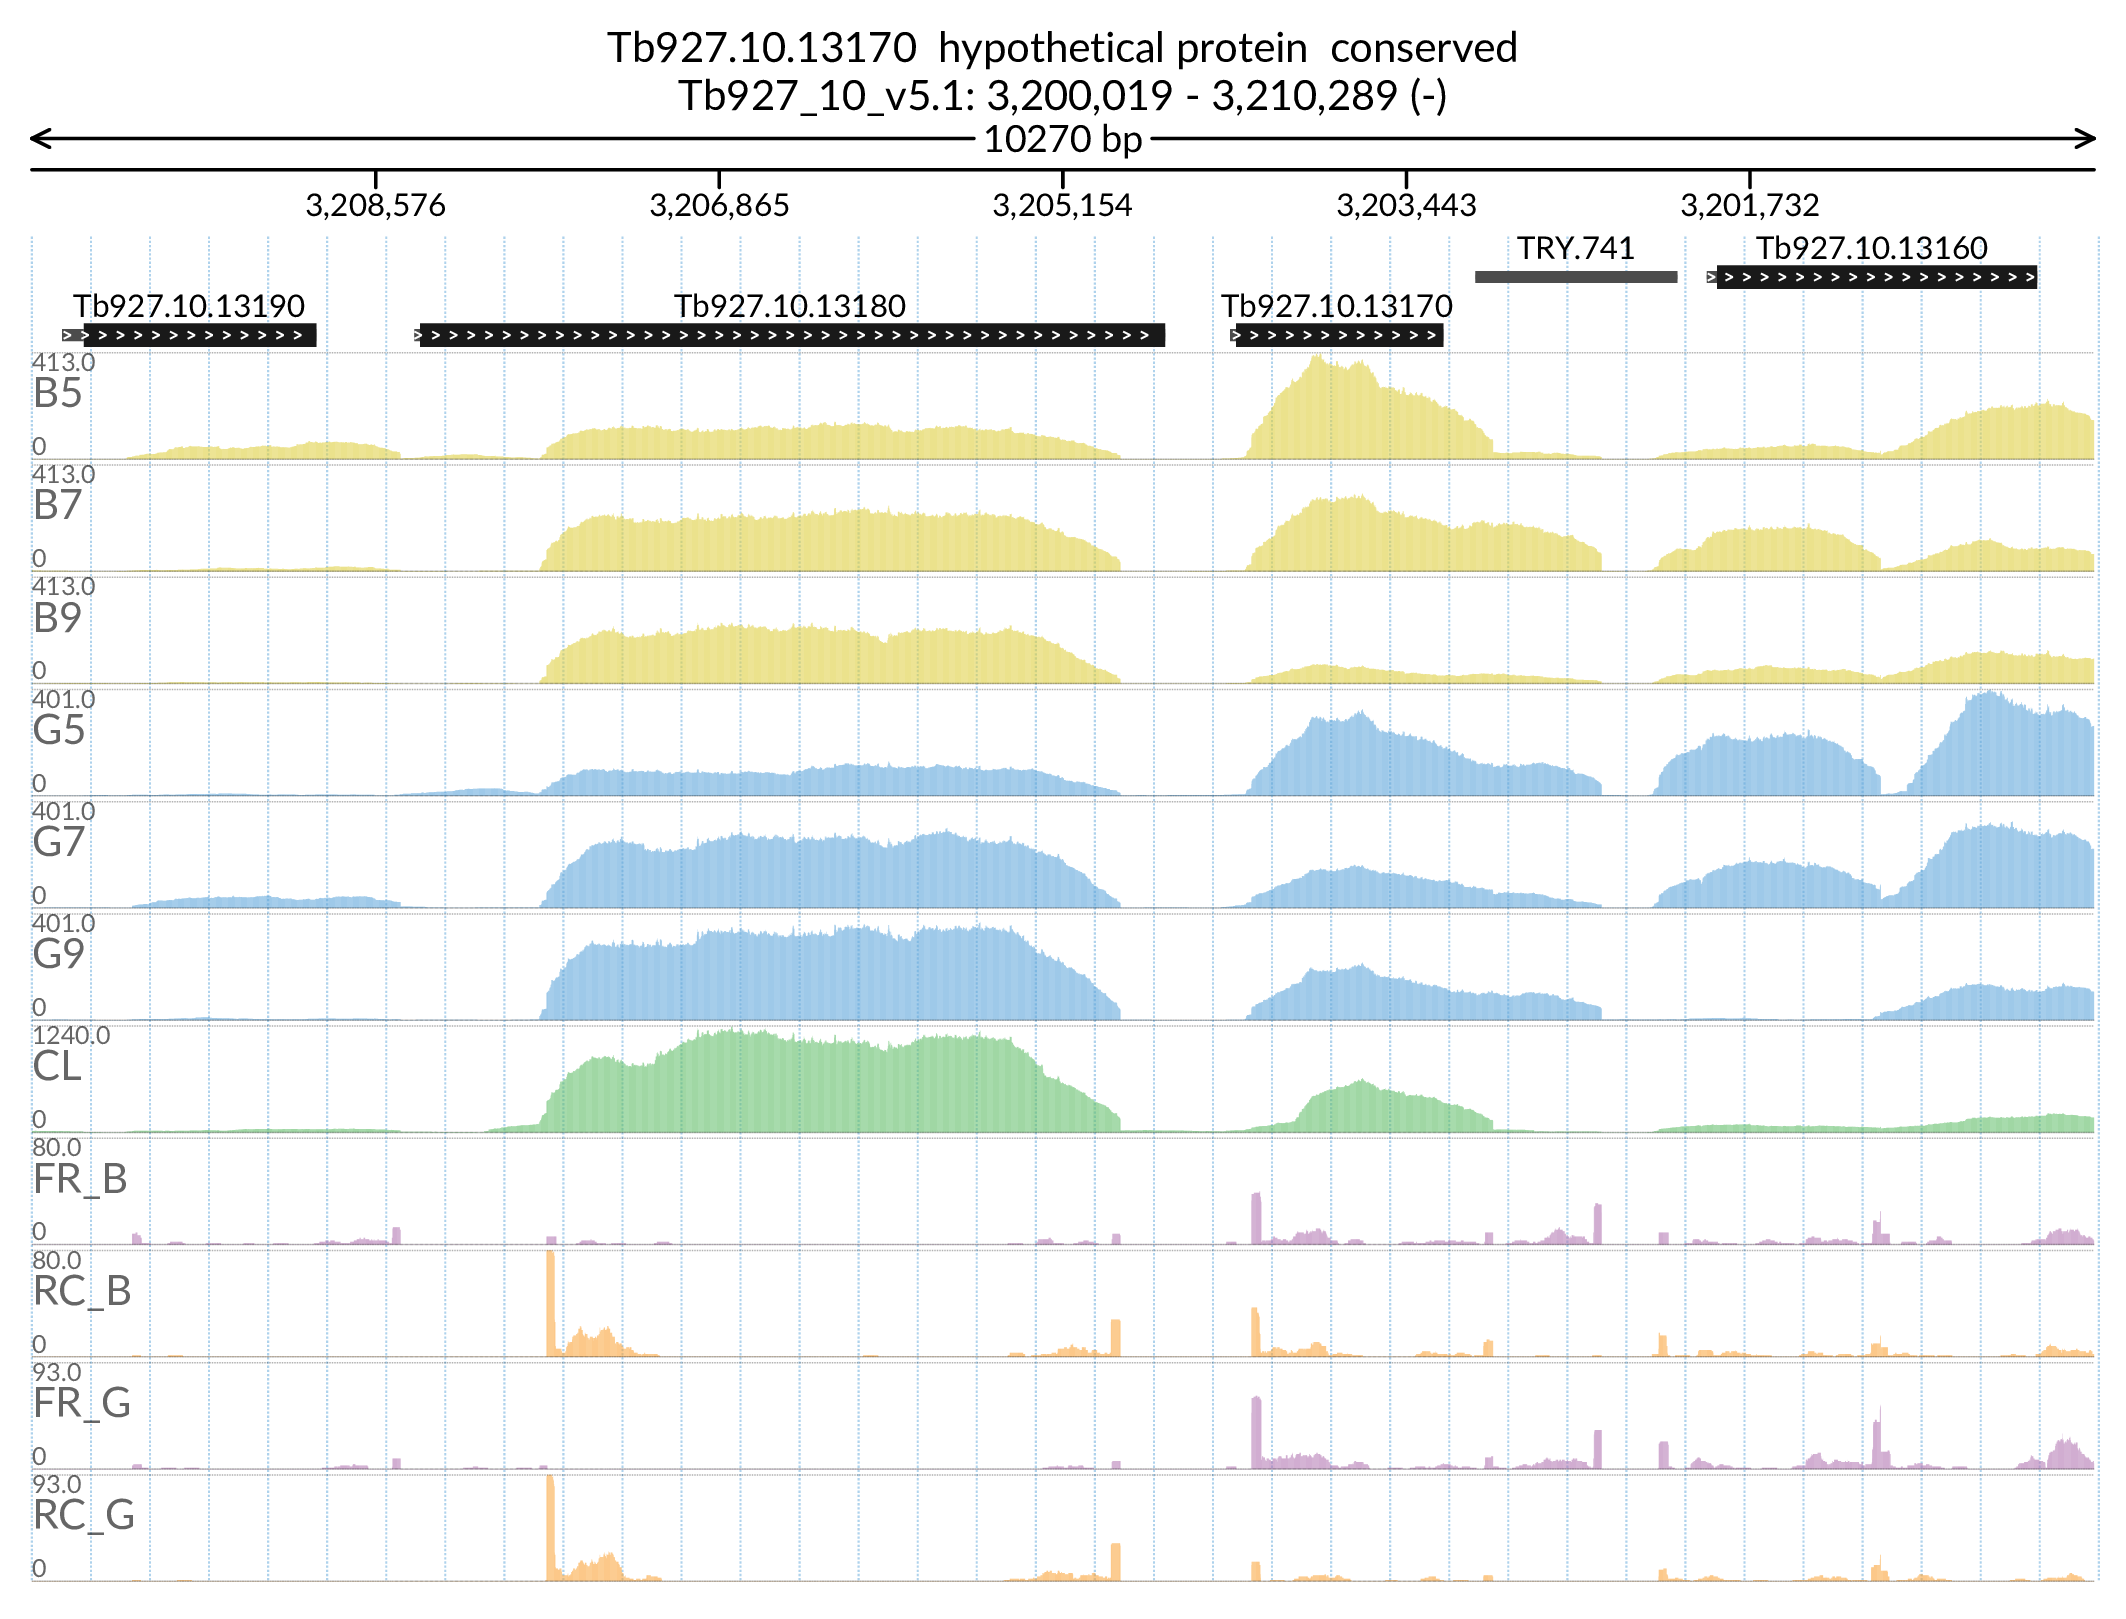 Tb927.10.13170 hypothetical protein conserved
Tb927_10_v5.1: 3,200,019 - 3,210,289 (-)
10270 bp
3,208,576 3,206,865 3,205,154 3,203,443 3,201,732
TRY.741 Tb927.10.13160
Tb927.10.13190 Tb927.10.13180 Tb927.10.13170
413.0
B5
0
413.0
B7
0
413.0
B9
0
401.0
G5
0
401.0
G7
0
401.0
G9
0
1240.0
CL
0
80.0
FR_B
0
80.0
RC_B
0
93.0
FR_G
0
93.0
RC_G
0